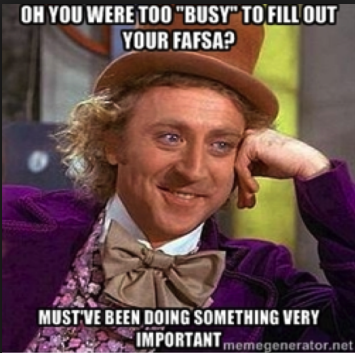 OH YOU WERE TOO "BUSY" TO FILL OUT
YOUR FAFSA?
MUST'VE BEEN DOING SOMETHING VERY
IMPORTANT
memegenerator.net